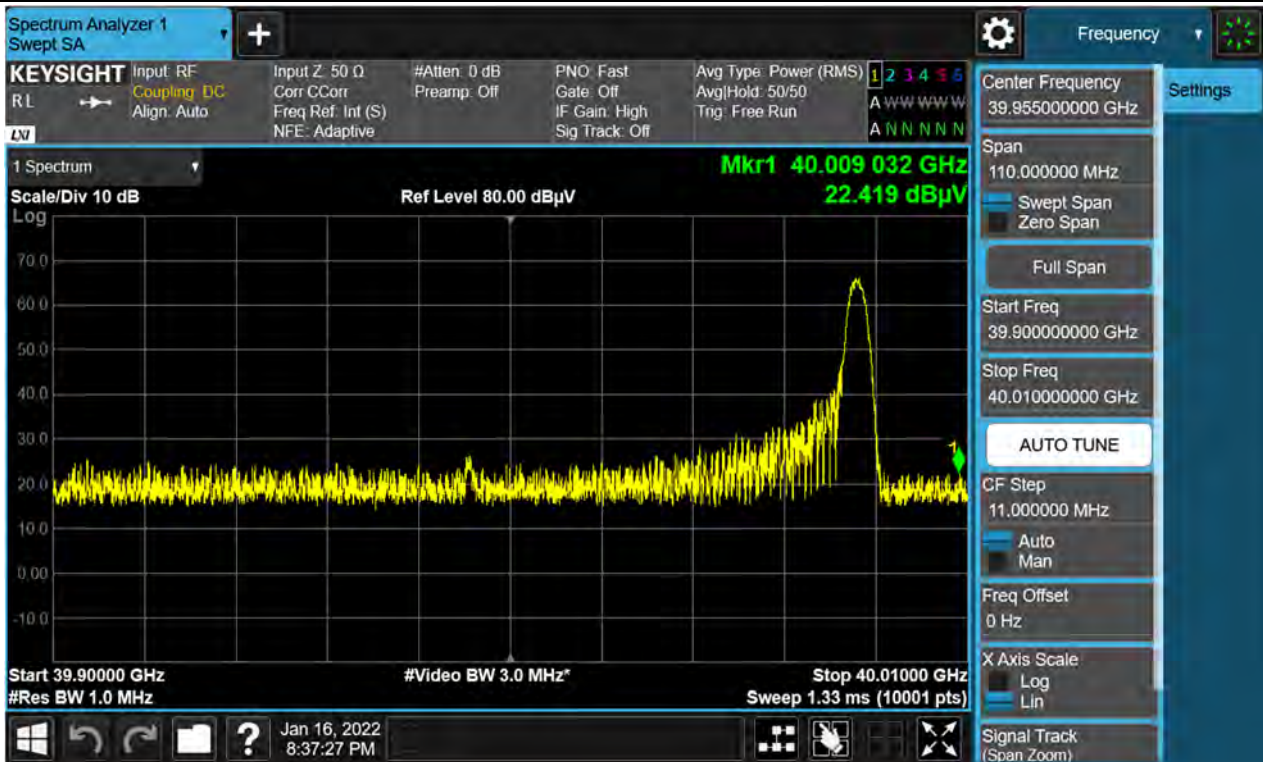 Spectrum Analyzer 1
Swept SA
+
Frequency
KEYSIGHT
RL
LXI
Input: RF
Coupling: DC
Align: Auto
Input Z: 50 Ω
Corr CCorr
Freq Ref: Int (S)
NFE: Adaptive
#Atten: 0 dB
Preamp: Off
PNO: Fast
Gate: Off
IF Gain: High
Sig Track: Off
Avg Type: Power (RMS)
Avg|Hold: 50/50
Trig: Free Run
1 2 3 4 5 6
A W W W W W
A N N N N N
1 Spectrum
Scale/Div 10 dB
Log
Ref Level 80.00 dBµV
Mkr1 40.009 032 GHz
22.419 dBµV
70.0
60.0
50.0
40.0
30.0
20.0
10.0
0.00
-10.0
1
Start 39.90000 GHz
#Res BW 1.0 MHz
#Video BW 3.0 MHz*
Stop 40.01000 GHz
Sweep 1.33 ms (10001 pts)
Center Frequency
39.955000000 GHz
Settings
Span
110.000000 MHz
Swept Span
Zero Span
Full Span
Start Freq
39.900000000 GHz
Stop Freq
40.010000000 GHz
AUTO TUNE
CF Step
11.000000 MHz
Auto
Man
Freq Offset
0 Hz
X Axis Scale
Log
Lin
Signal Track
(Span Zoom)
?
Jan 16, 2022
8:37:27 PM